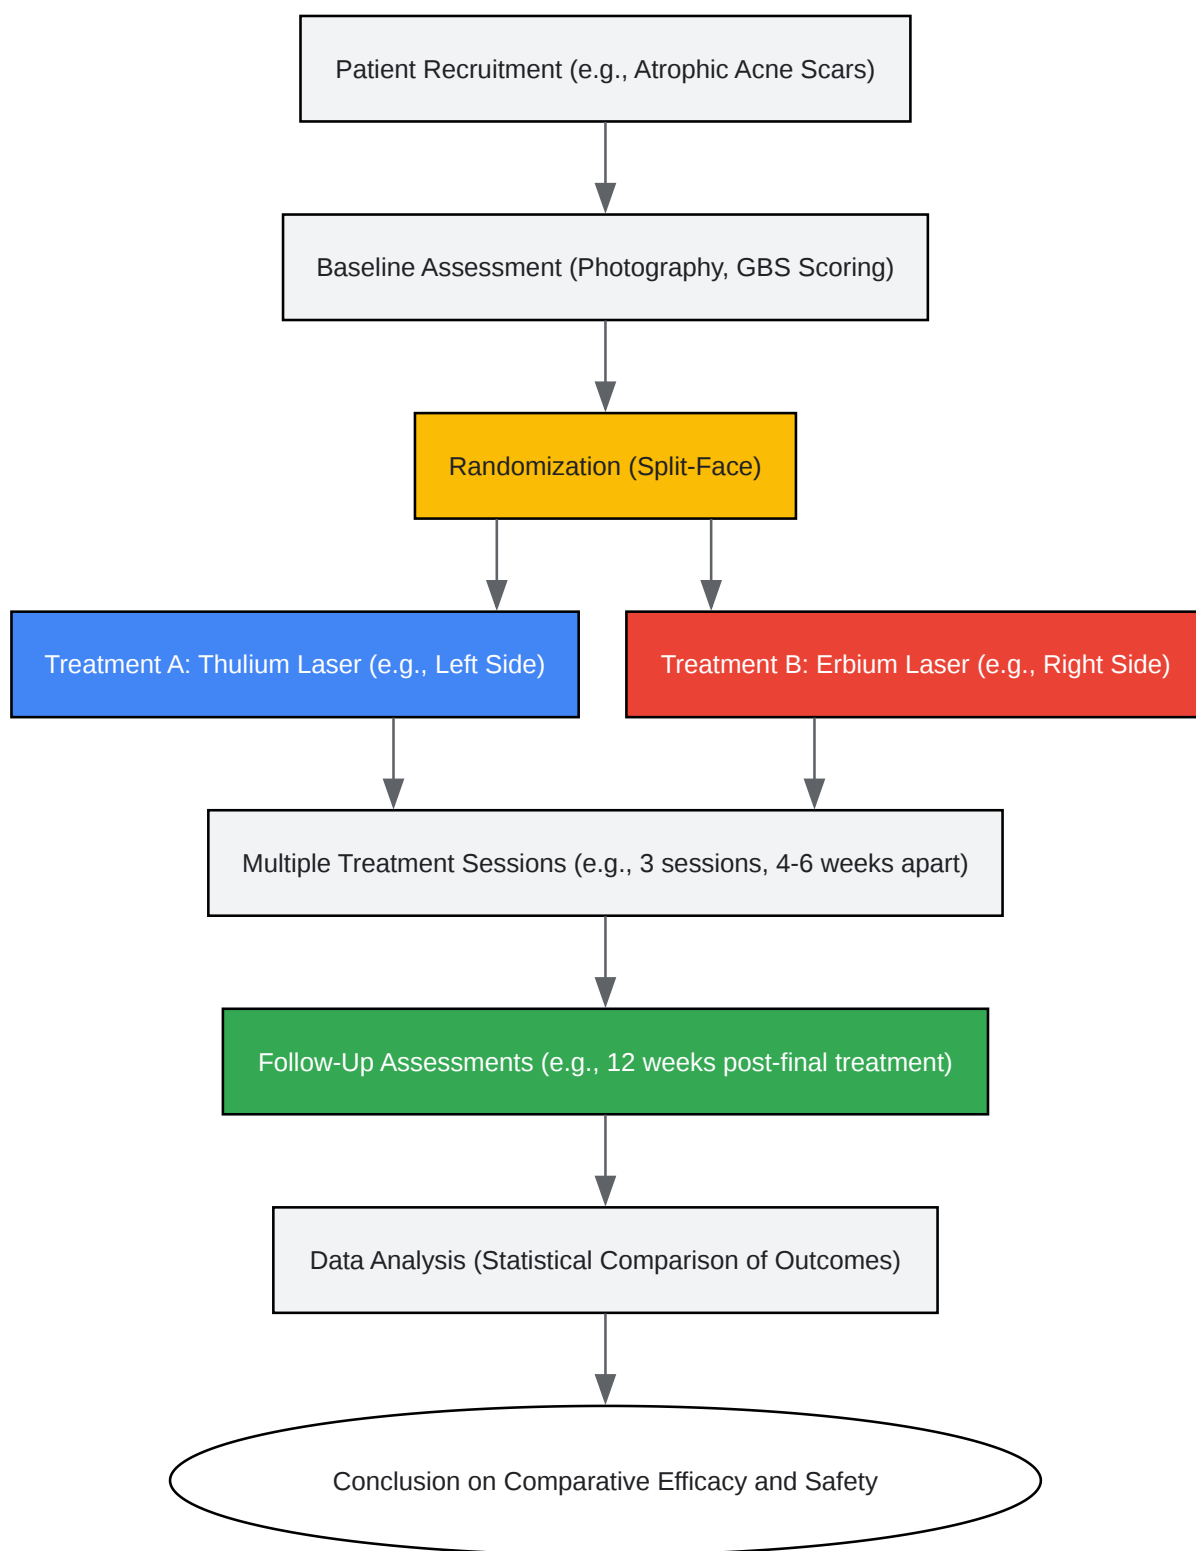 Patient Recruitment (e.g., Atrophic Acne Scars)
Baseline Assessment (Photography, GBS Scoring)
Randomization (Split-Face)
Treatment A: Thulium Laser (e.g., Left Side)
Treatment B: Erbium Laser (e.g., Right Side)
Multiple Treatment Sessions (e.g., 3 sessions, 4-6 weeks apart)
Follow-Up Assessments (e.g., 12 weeks post-final treatment)
Data Analysis (Statistical Comparison of Outcomes)
Conclusion on Comparative Efficacy and Safety